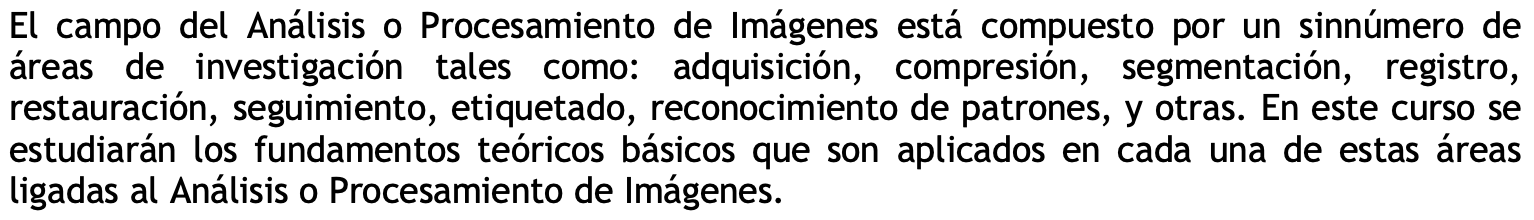 El campo del Análisis o Procesamiento de Imágenes está compuesto por un sinnúmero de
áreas de investigación tales como: adquisición, compresión, segmentación, registro,
restauración, seguimiento, etiquetado, reconocimiento de patrones, y otras. En este curso se
estudiarán los fundamentos teóricos básicos que son aplicados en cada una de estas áreas
ligadas al Análisis o Procesamiento de Imágenes.